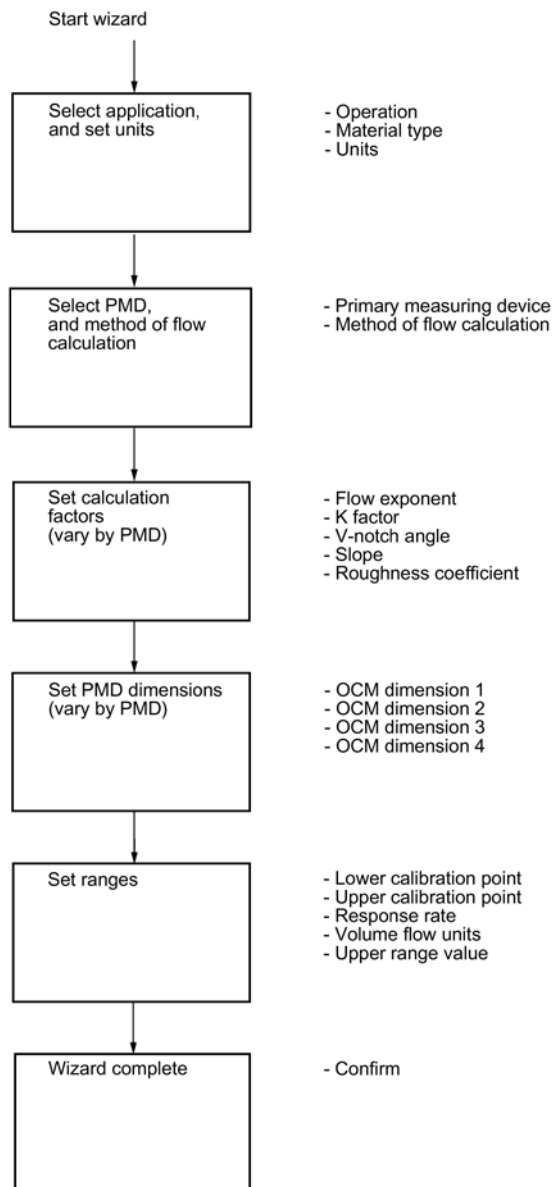 Start wizard
Select application,
and set units
- Operation
- Material type
- Units
Select PMD,
and method of flow
calculation
- Primary measuring device
- Method of flow calculation
Set calculation
factors
(vary by PMD)
- Flow exponent
- K factor
- V-notch angle
- Slope
- Roughness coefficient
Set PMD dimensions
(vary by PMD)
- OCM dimension 1
- OCM dimension 2
- OCM dimension 3
- OCM dimension 4
Set ranges
- Lower calibration point
- Upper calibration point
- Response rate
- Volume flow units
- Upper range value
Wizard complete
- Confirm